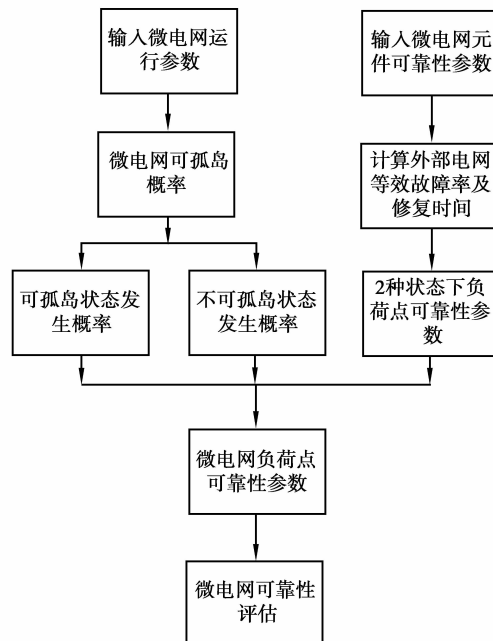 输入微电网运
行参数
输入微电网元
件可靠性参数
微电网可孤岛
概率
计算外部电网
等效故障率及
修复时间
可孤岛状态发
生概率
不可孤岛状态
发生概率
2种状态下负
荷点可靠性参
数
微电网负荷点
可靠性参数
微电网可靠性
评估